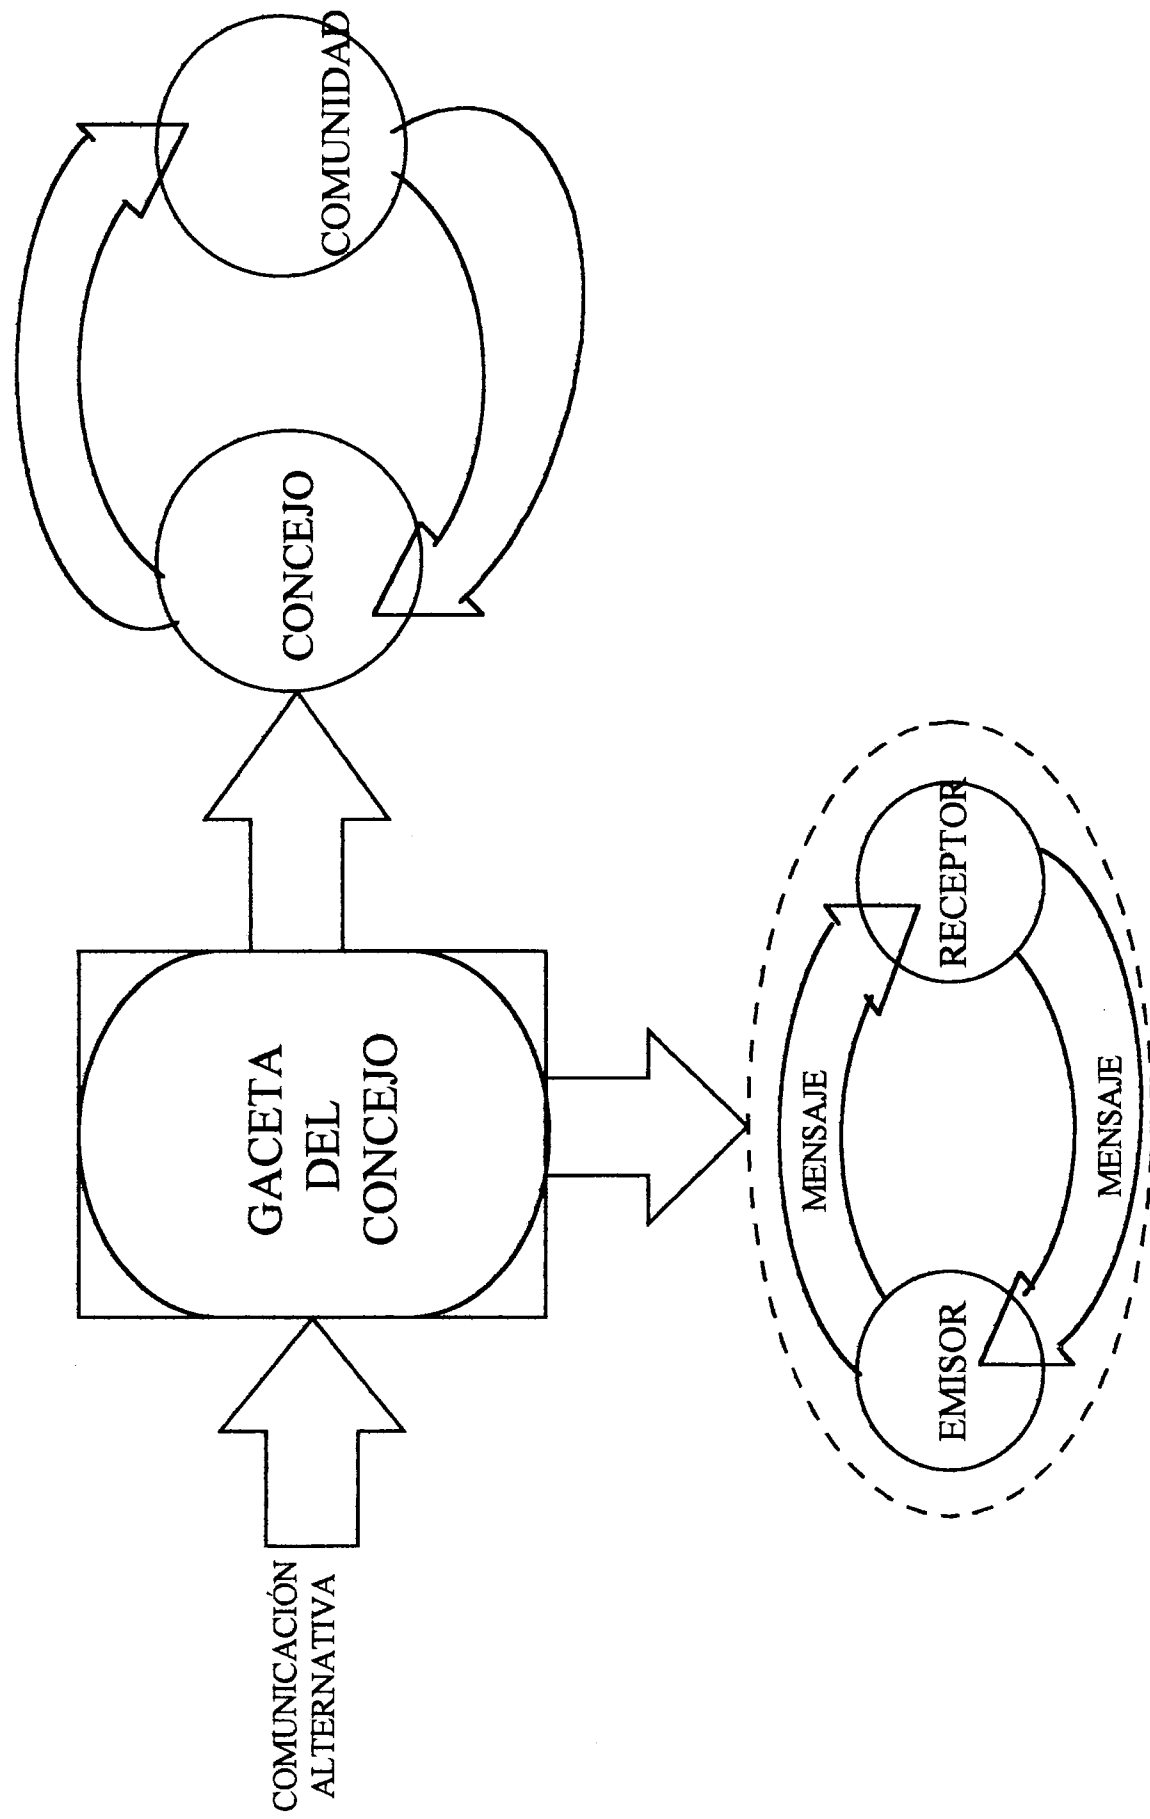 COMUNICACIÓN
ALTERNATIVA
GACETA
DEL
CONCEJO
CONCEJO
COMUNIDAD
EMISOR
MENSAJE
MENSAJE
RECEPTOR